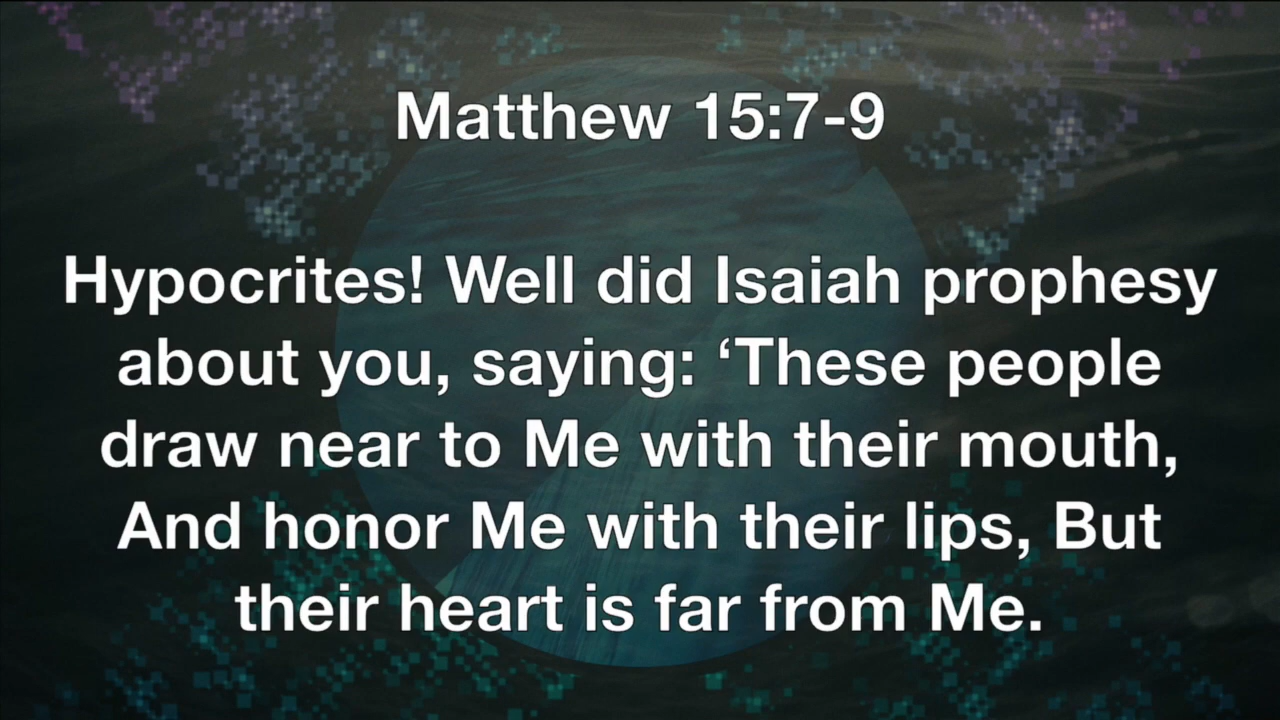 Matthew 15:7-9
Hypocrites! Well did Isaiah prophesy
about you, saying: ‘These people
draw near to Me with their mouth,
And honor Me with their lips, But
their heart is far from Me.